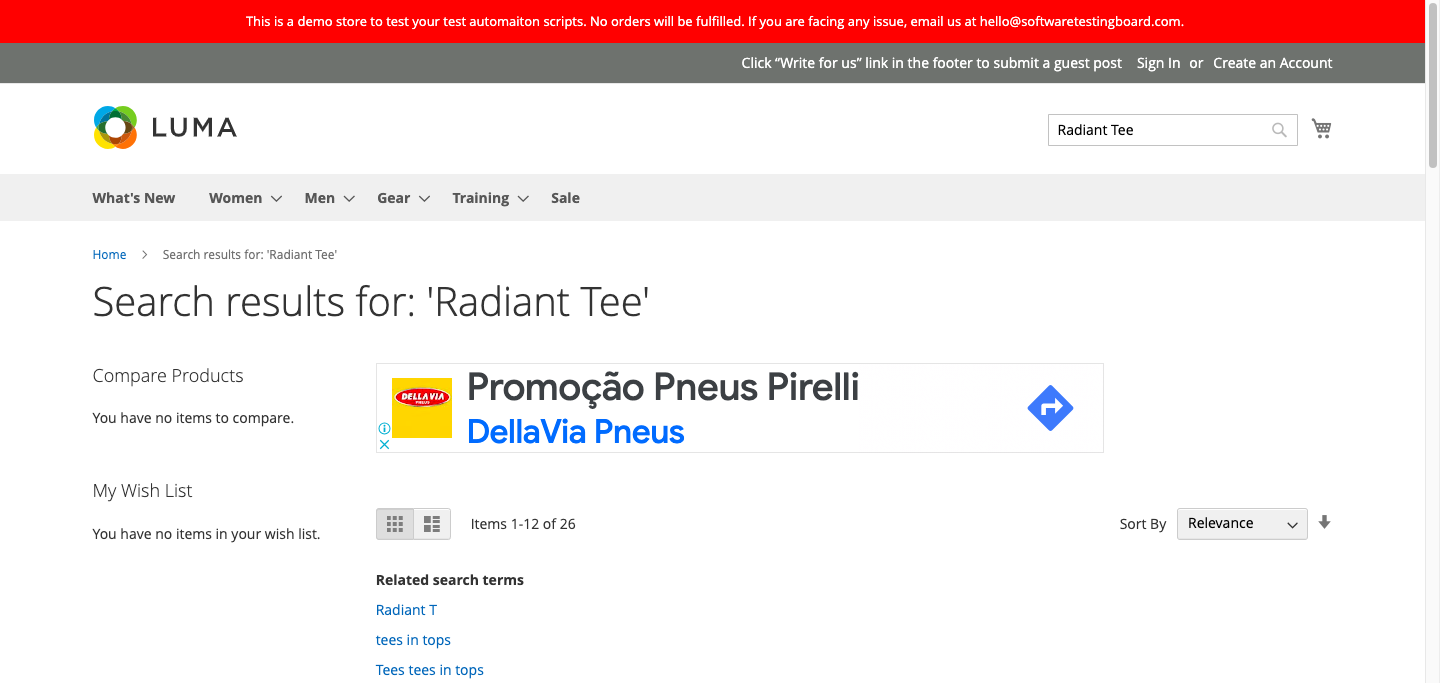 This is a demo store to test your test automaiton scripts. No orders will be fulfilled. If you are facing any issue, email us at hello@softwaretestingboard.com.
Click “Write for us” link in the footer to submit a guest post Sign In or Create an Account
LUMA
Radiant Tee
What's New Women Men Gear Training Sale
Home Search results for: 'Radiant Tee'
Search results for: 'Radiant Tee'
Compare Products
You have no items to compare.
DELLAVIA
PNEUS
Promoção Pneus Pirelli
DellaVia Pneus
My Wish List
You have no items in your wish list.
Items 1-12 of 26
Sort By Relevance
Related search terms
Radiant T
tees in tops
Tees tees in tops